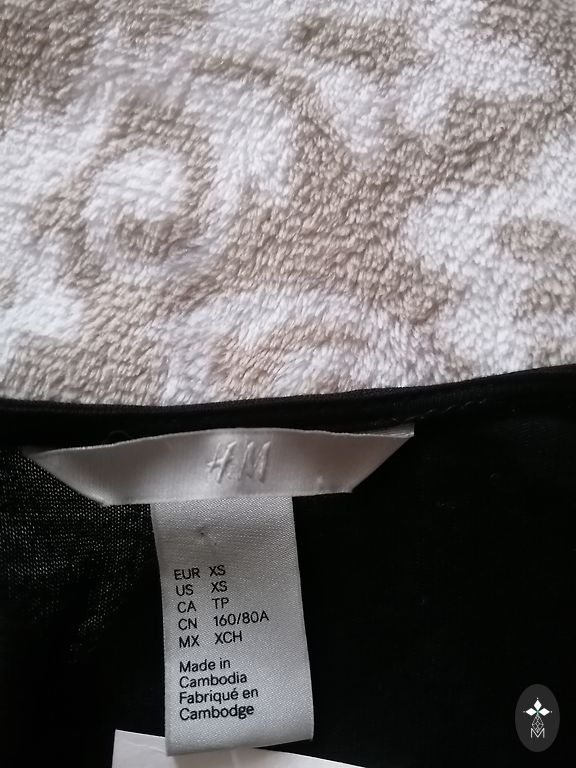 H&M
EUR XS
US XS
CA TP
CN 160/80A
MX XCH
Made in
Cambodia
Fabriqué en
Cambodge
M